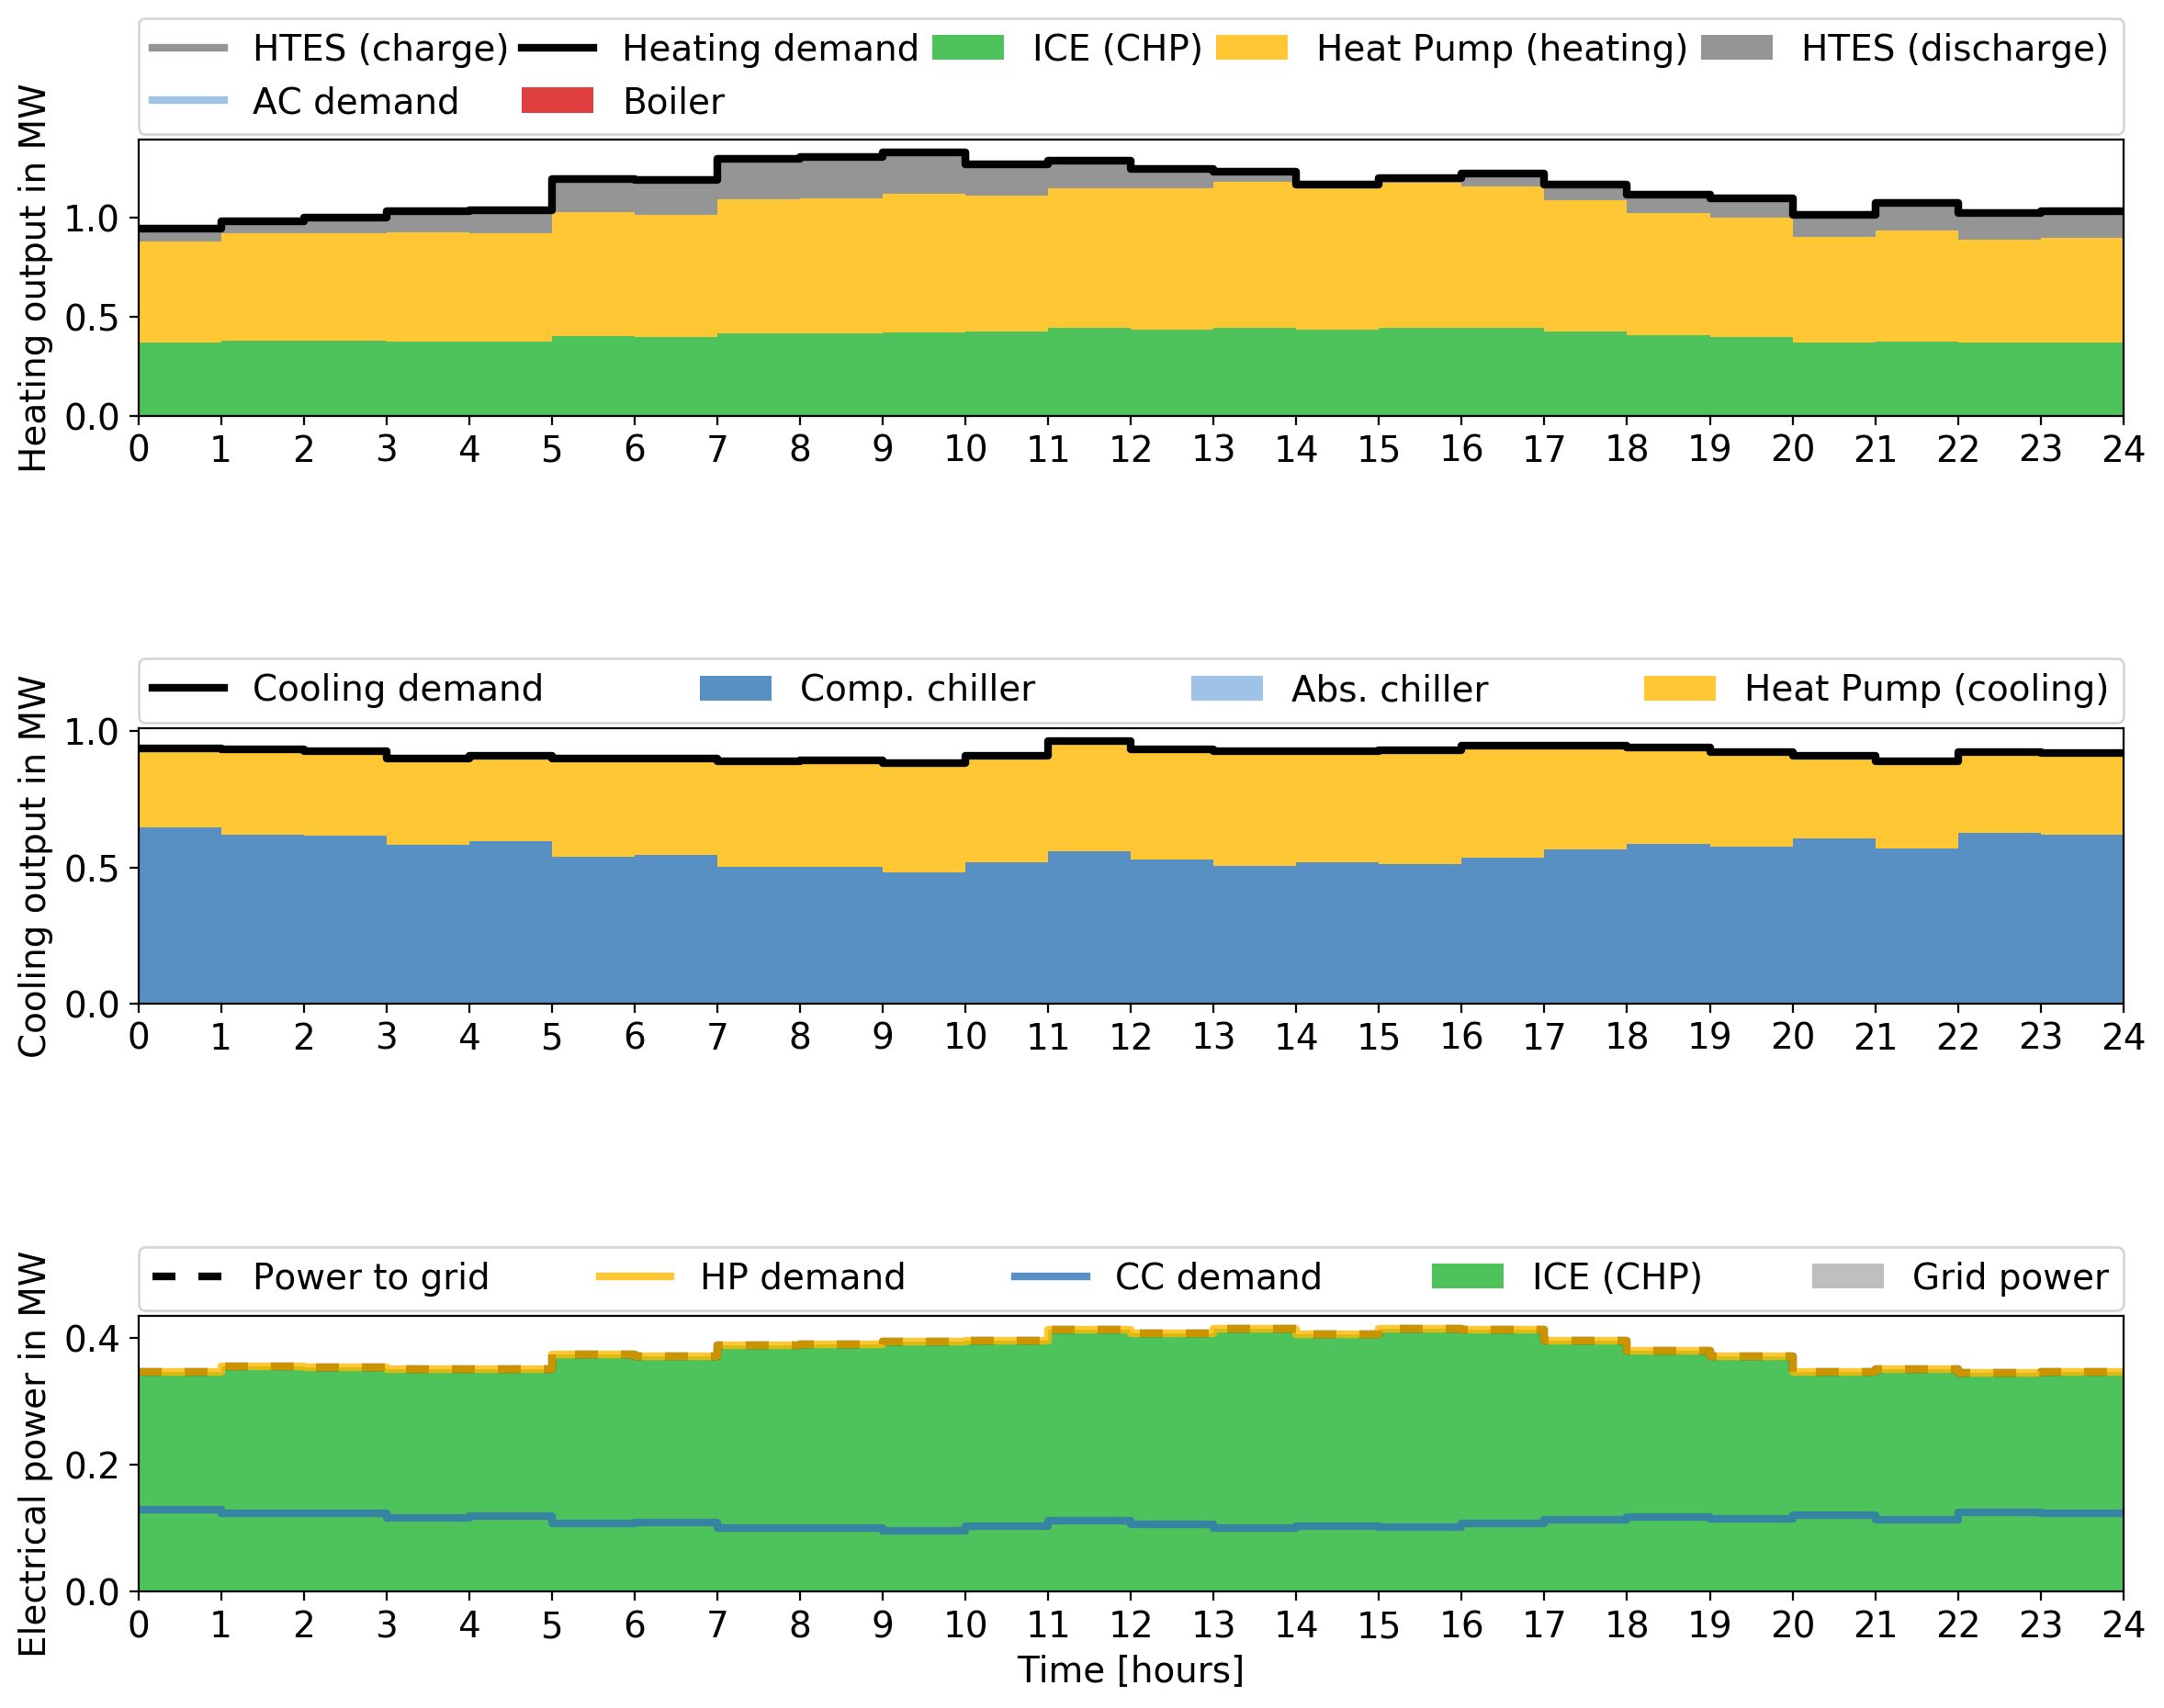 HTES (charge) Heating demand ICE (CHP) Heat Pump (heating) HTES (discharge)
AC demand Boiler
Heating output in MW
1.0
0.5
0.0
0 1 2 3 4 5 6 7 8 9 10 11 12 13 14 15 16 17 18 19 20 21 22 23 24
Cooling demand Comp. chiller Abs. chiller Heat Pump (cooling)
Cooling output in MW
1.0
0.5
0.0
0 1 2 3 4 5 6 7 8 9 10 11 12 13 14 15 16 17 18 19 20 21 22 23 24
Power to grid HP demand CC demand ICE (CHP) Grid power
Electrical power in MW
0.4
0.2
0.0
0 1 2 3 4 5 6 7 8 9 10 11 12 13 14 15 16 17 18 19 20 21 22 23 24
Time [hours]